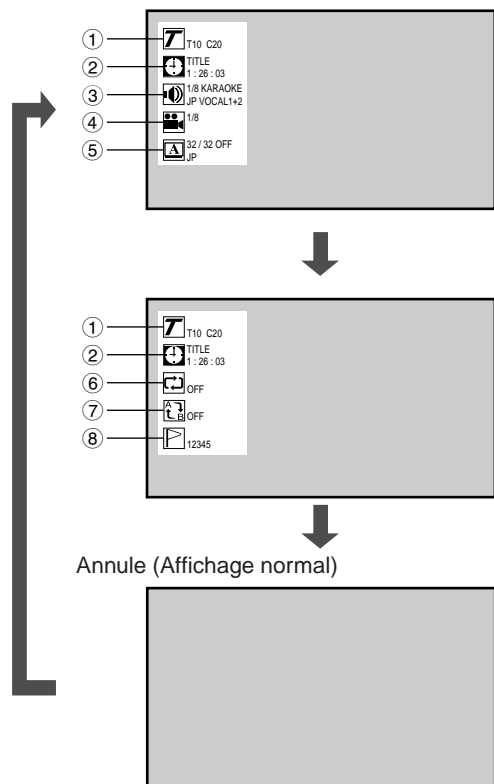 ① T T10 C20
② TITLE
1 : 26 : 03
③ 1/8 KARAOKE
JP VOCAL1+2
④ 1/8
⑤ A 32 / 32 OFF
JP
① T T10 C20
② TITLE
1 : 26 : 03
⑥ OFF
⑦ A B OFF
⑧ 12345
Annule (Affichage normal)